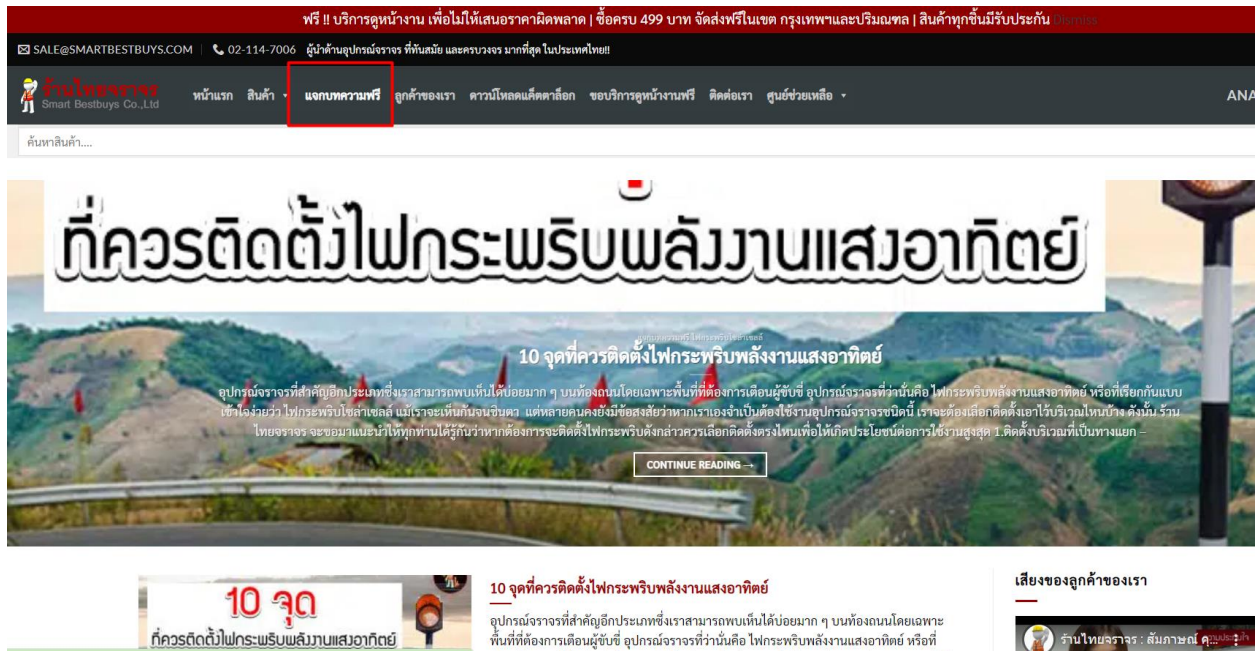 ฟรี !! บริการดูหน้างาน เพื่อไม่ให้เสนอราคาผิดพลาด | ซื้อครบ 499 บาท จัดส่งฟรีในเขต กรุงเทพฯและปริมณฑล | สินค้าทุกชิ้นมีรับประกัน Dismiss
SALE@SMARTBESTBUYS.COM | 02-114-7006 ผู้นำด้านอุปกรณ์จราจร ที่ทันสมัย และครบวงจร มากที่สุด ในประเทศไทย!!
ร้านไทยจราจร
Smart Bestbuys Co.,Ltd
หน้าแรก สินค้า แจกบทความฟรี ลูกค้าของเรา ดาวน์โหลดแค็ตตาล็อก ขอบริการดูหน้างานฟรี ติดต่อเรา ศูนย์ช่วยเหลือ
ค้นหาสินค้า....
ที่ควรติดตั้งไฟกระพริบพลังงานแสงอาทิตย์
10 จุดที่ควรติดตั้งไฟกระพริบพลังงานแสงอาทิตย์
อุปกรณ์จราจรที่สำคัญอีกประเภทซึ่งเราสามารถพบเห็นได้บ่อยมาก ๆ บนท้องถนนโดยเฉพาะพื้นที่ที่ต้องการเตือนผู้ขับขี่ อุปกรณ์จราจรที่ว่านั่นคือ ไฟกระพริบพลังงานแสงอาทิตย์ หรือที่เรียกกันแบบ
เข้าใจง่ายว่า ไฟกระพริบโซล่าเซลล์ แม้เราจะเห็นกันจนชินตา แต่หลายคนคงยังมีข้อสงสัยว่าหากเราเองจำเป็นต้องใช้งานอุปกรณ์จราจรชนิดนี้ เราจะต้องเลือกติดตั้งเอาไว้บริเวณไหนบ้าง ดังนั้น ร้าน
ไทยจราจร จะขอมาแนะนำให้ทุกท่านได้รู้กันว่าหากต้องการจะติดตั้งไฟกระพริบดังกล่าวควรเลือกติดตั้งตรงไหนเพื่อให้เกิดประโยชน์ต่อการใช้งานสูงสุด 1.ติดตั้งบริเวณที่เป็นทางแยก –
CONTINUE READING →
10 จุด
ที่ควรติดตั้งไฟกระพริบพลังงานแสงอาทิตย์
10 จุดที่ควรติดตั้งไฟกระพริบพลังงานแสงอาทิตย์
อุปกรณ์จราจรที่สำคัญอีกประเภทซึ่งเราสามารถพบเห็นได้บ่อยมาก ๆ บนท้องถนนโดยเฉพาะ
พื้นที่ที่ต้องการเตือนผู้ขับขี่ อุปกรณ์จราจรที่ว่านั่นคือ ไฟกระพริบพลังงานแสงอาทิตย์ หรือที่
เสียงของลูกค้าของเรา
ร้านไทยจราจร : สัมภาษณ์ คุ...